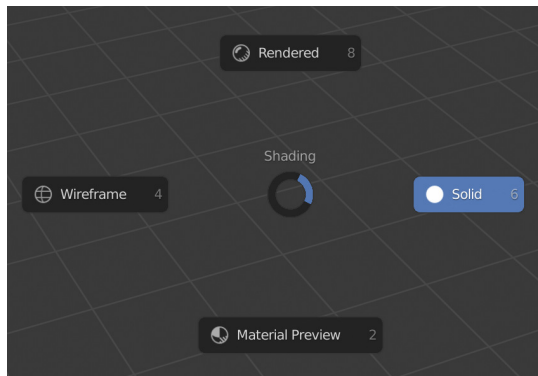 Rendered 8
Shading
Wireframe 4
Solid 6
Material Preview 2